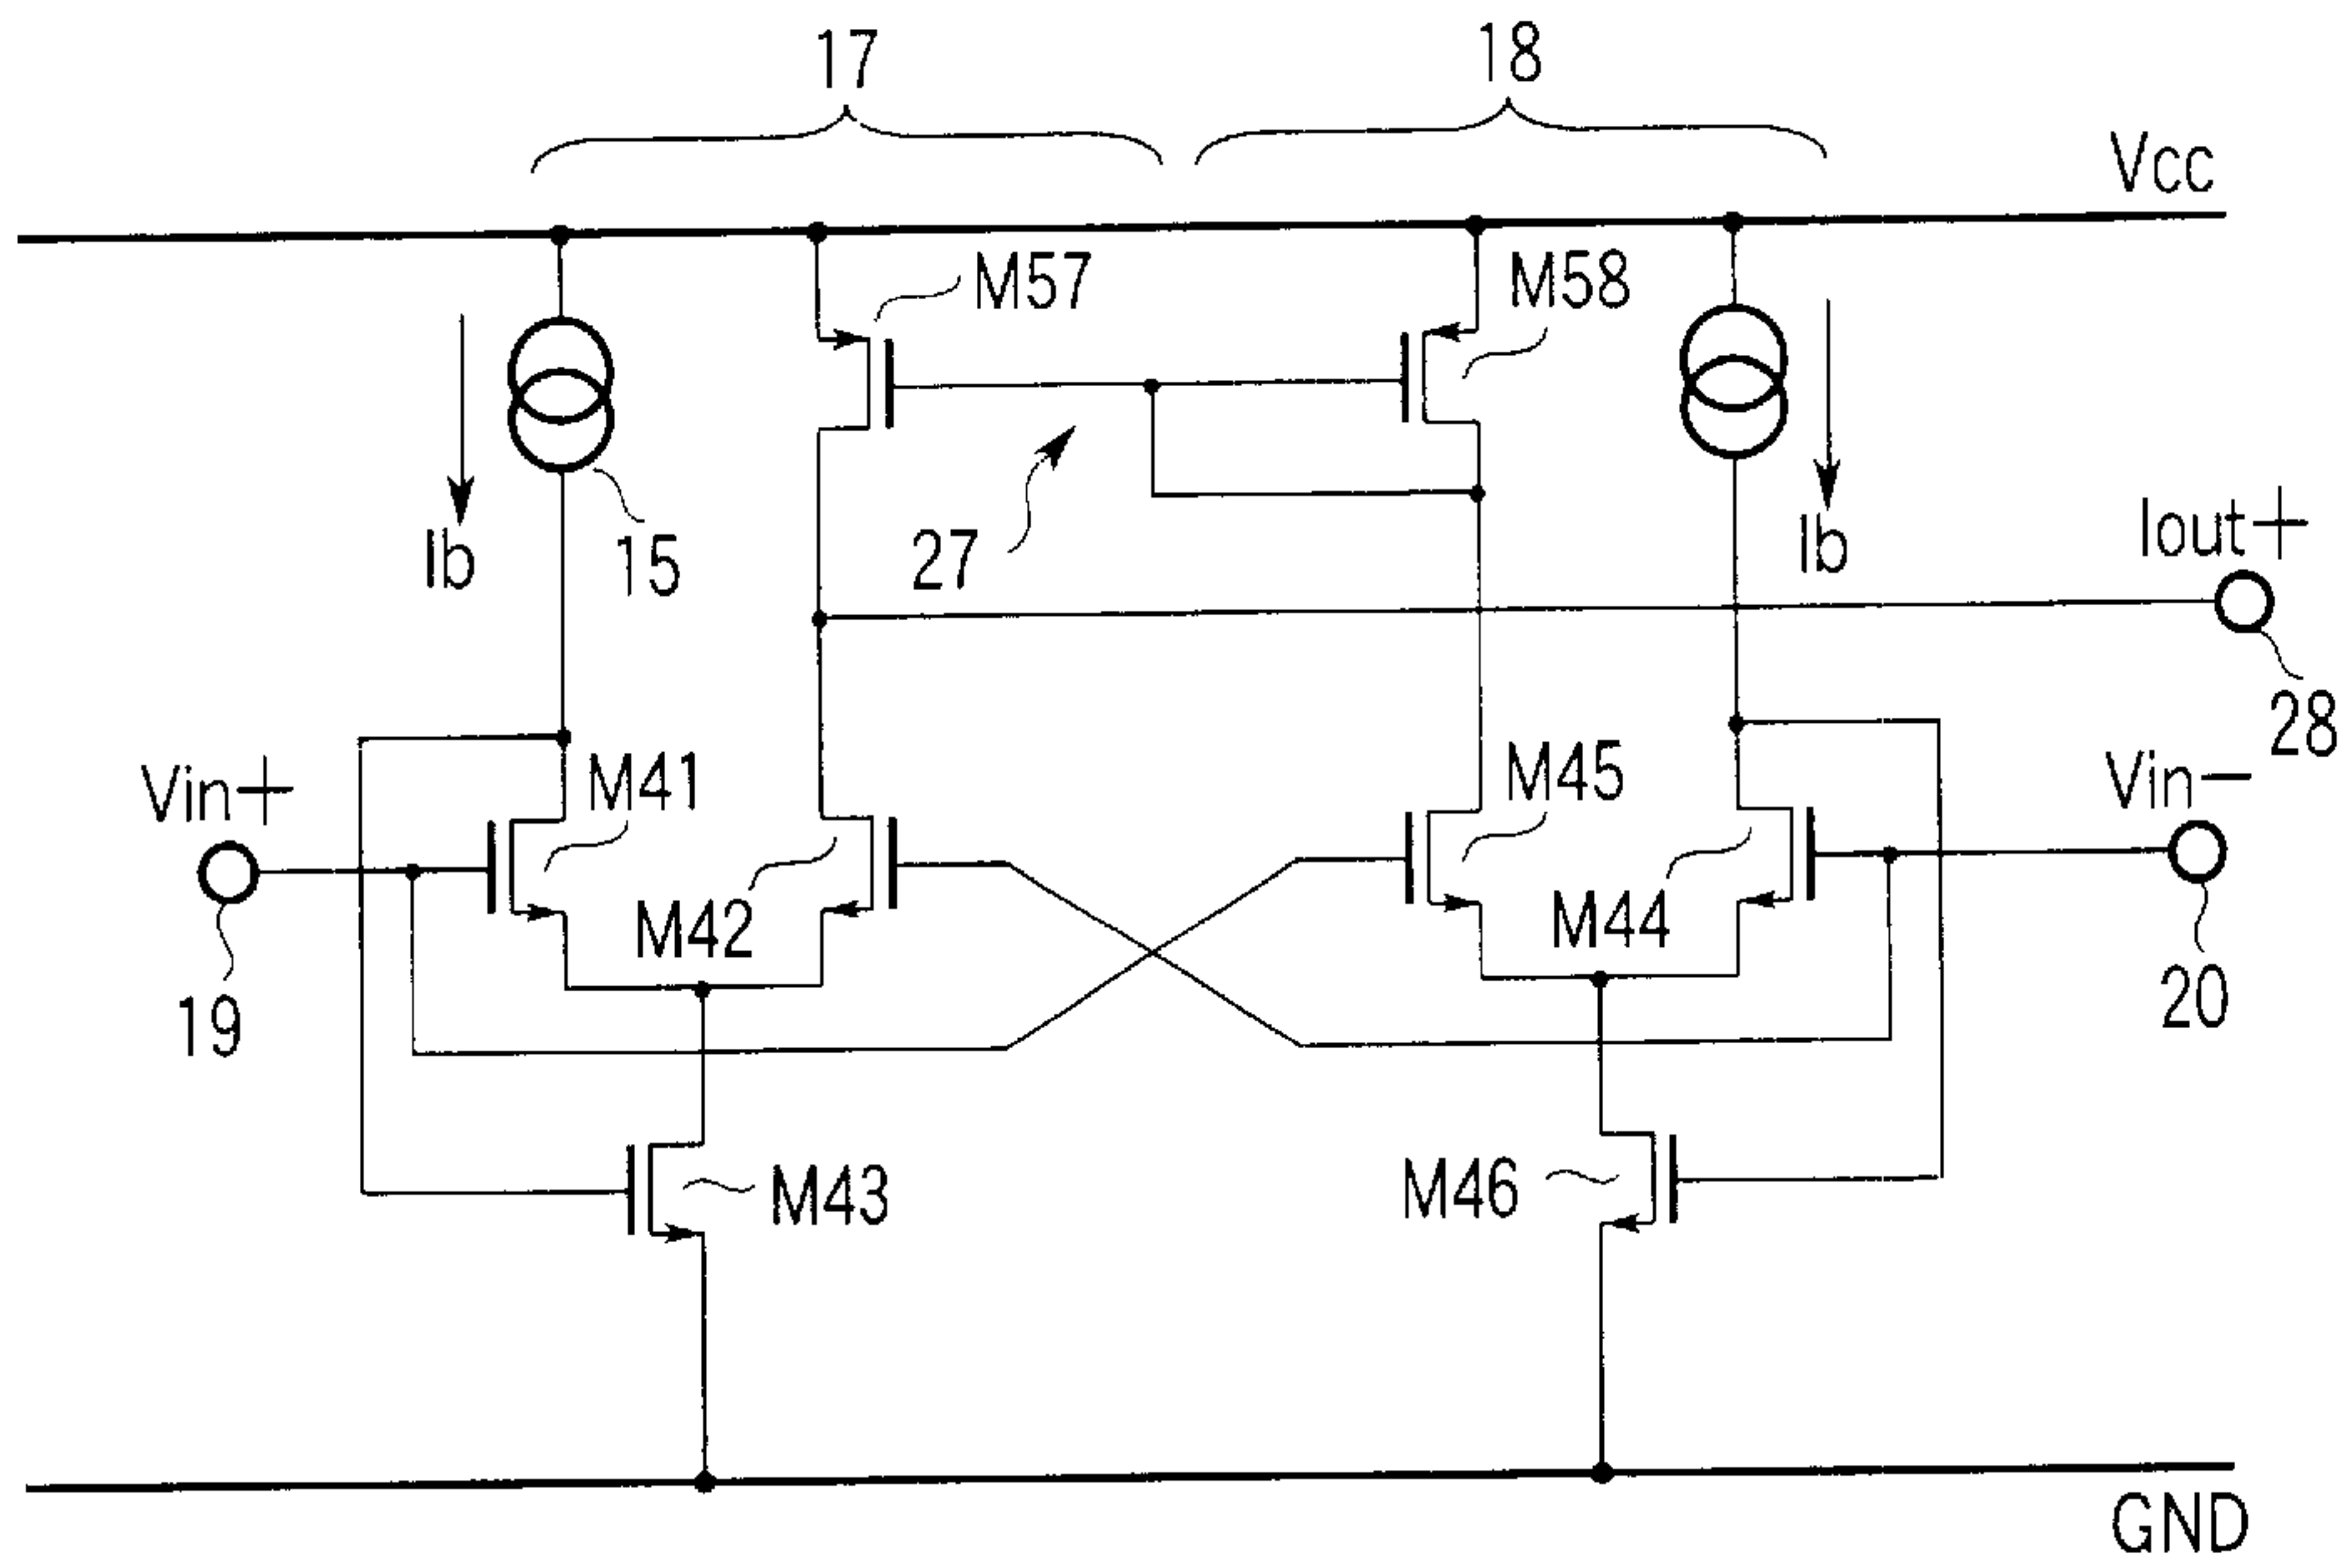 17
18
Vcc
M57
M58
Ib
15
27
Ib
Iout+
28
Vin+
M41
M45
Vin−
M42
M44
19
20
M43
M46
GND